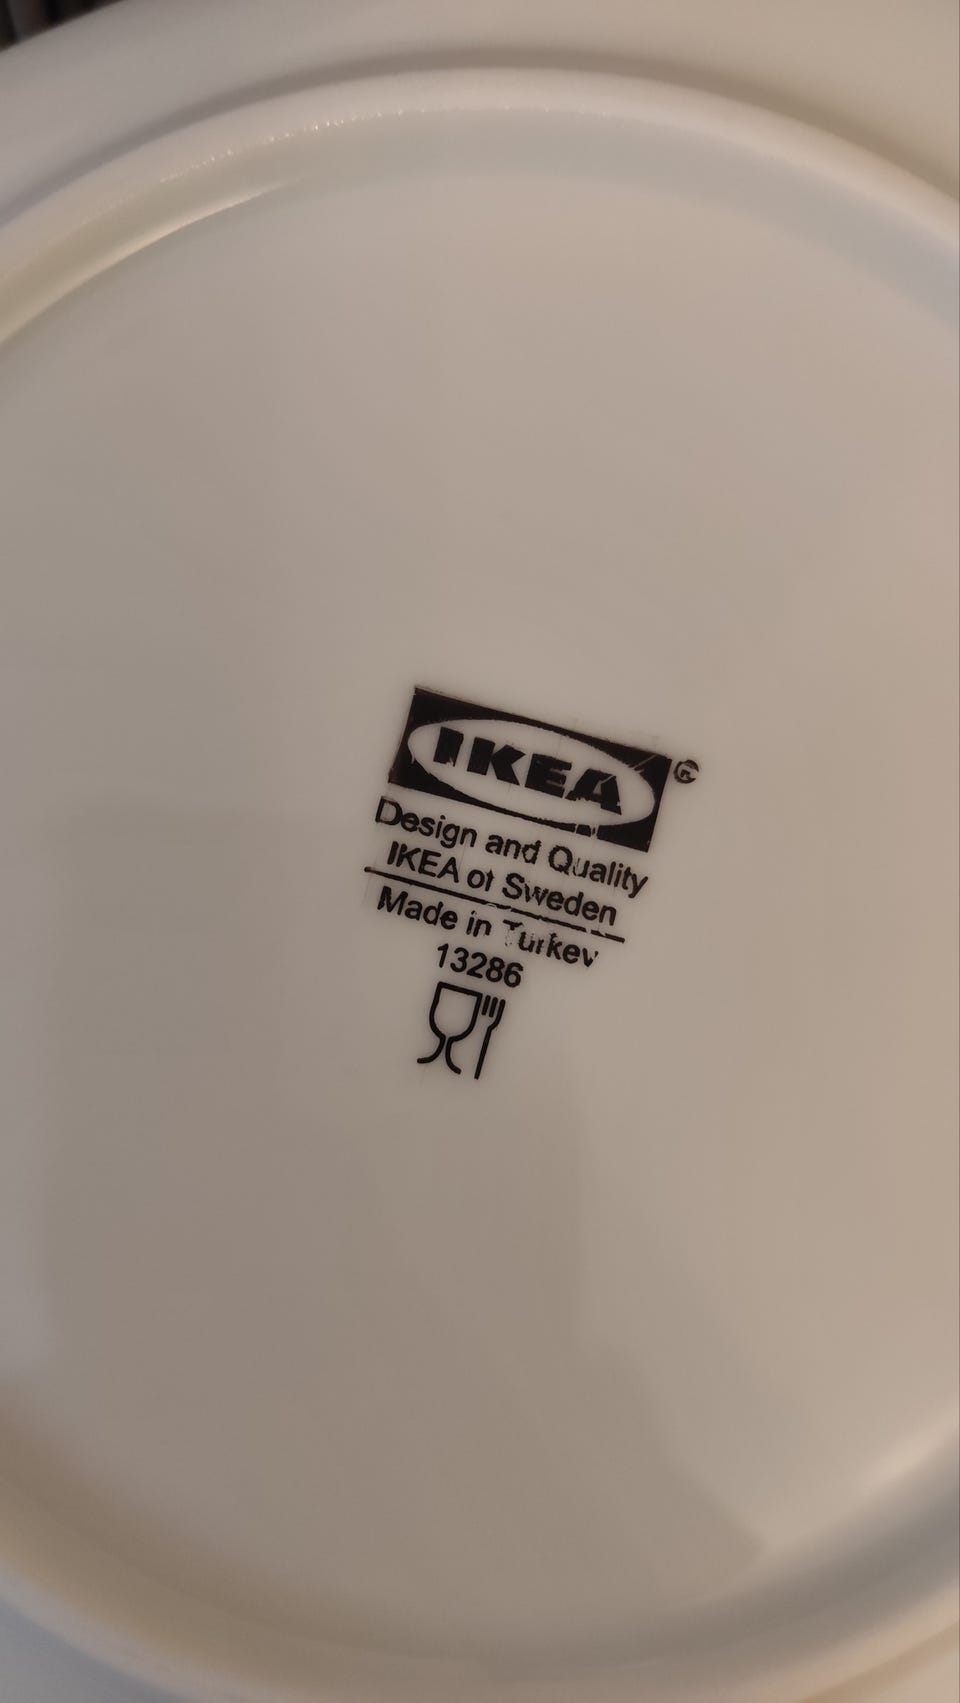 IKEA®
Design and Quality
IKEA of Sweden
Made in Turkey
13286